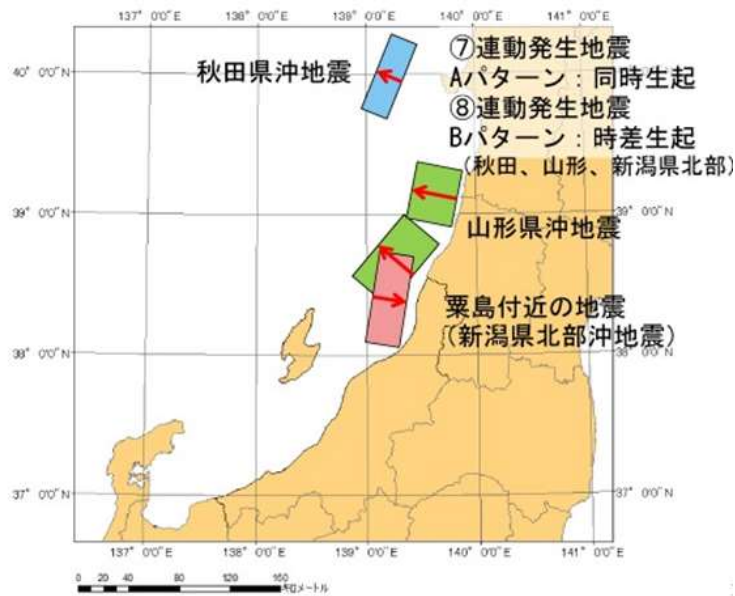 137° 0'0"E
138° 0'0"E
139° 0'0"E
140° 0'0"E
141° 0'0"E
⑦連動発生地震
Aパターン：同時生起
⑧連動発生地震
Bパターン：時差生起
(秋田、山形、新潟県北部)
秋田県沖地震
40° 0'0"N
39° 0'0"N
39° 0'0"N
山形県沖地震
粟島付近の地震
(新潟県北部沖地震)
38° 0'0"N
38° 0'0"N
37° 0'0"N
37° 0'0"N
137° 0'0"E
138° 0'0"E
139° 0'0"E
140° 0'0"E
141° 0'0"E
0 20 40 80 120 160
メートル